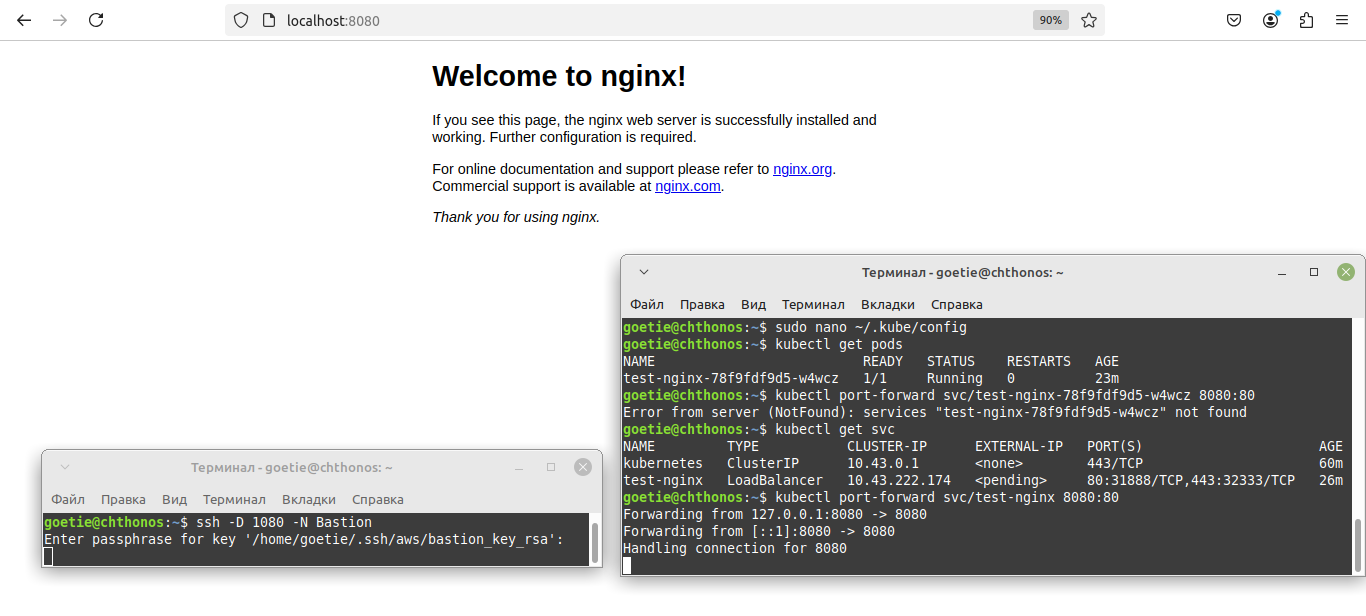 localhost:8080
90%
Welcome to nginx!
If you see this page, the nginx web server is successfully installed and
working. Further configuration is required.
For online documentation and support please refer to nginx.org.
Commercial support is available at nginx.com.
Thank you for using nginx.
Терминал - goetie@chthonos: ~
Файл Правка Вид Терминал Вкладки Справка
goetie@chthonos:~$ sudo nano ~/.kube/config
goetie@chthonos:~$ kubectl get pods
NAME READY STATUS RESTARTS AGE
test-nginx-78f9fdf9d5-w4wcz 1/1 Running 0 23m
goetie@chthonos:~$ kubectl port-forward svc/test-nginx-78f9fdf9d5-w4wcz 8080:80
Error from server (NotFound): services "test-nginx-78f9fdf9d5-w4wcz" not found
goetie@chthonos:~$ kubectl get svc
NAME TYPE CLUSTER-IP EXTERNAL-IP PORT(S) AGE
kubernetes ClusterIP 10.43.0.1 <none> 443/TCP 60m
test-nginx LoadBalancer 10.43.222.174 <pending> 80:31888/TCP,443:32333/TCP 26m
goetie@chthonos:~$ kubectl port-forward svc/test-nginx 8080:80
Forwarding from 127.0.0.1:8080 -> 8080
Forwarding from [::1]:8080 -> 8080
Handling connection for 8080
Терминал - goetie@chthonos: ~
Файл Правка Вид Терминал Вкладки Справка
goetie@chthonos:~$ ssh -D 1080 -N Bastion
Enter passphrase for key '/home/goetie/.ssh/aws/bastion_key_rsa':